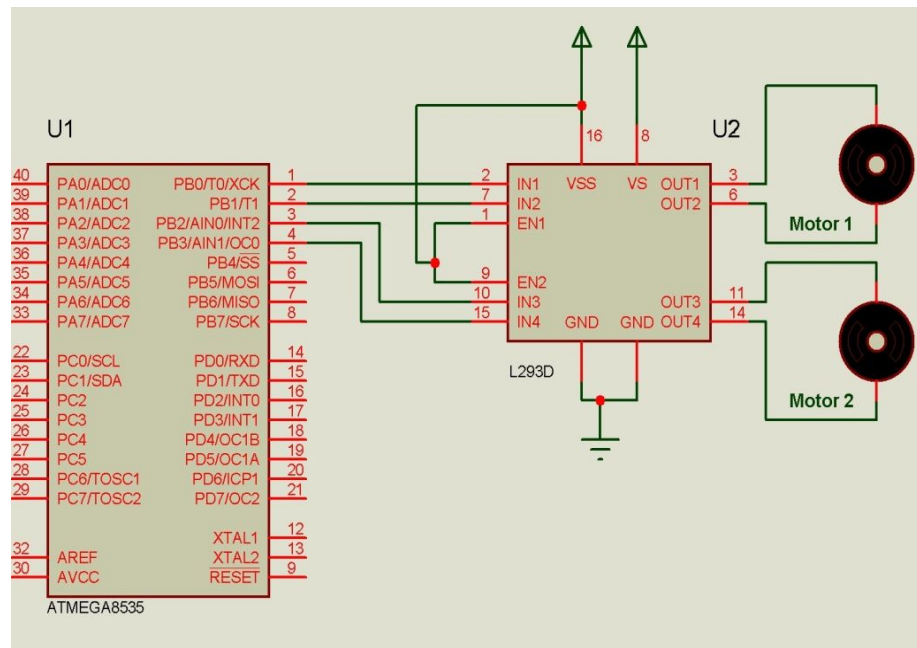 U1
40 PA0/ADC0 PB0/T0/XCK 1
39 PA1/ADC1 PB1/T1 2
38 PA2/ADC2 PB2/AIN0/INT2 3
37 PA3/ADC3 PB3/AIN1/OC0 4
36 PA4/ADC4 PB4/SS 5
35 PA5/ADC5 PB5/MOSI 6
34 PA6/ADC6 PB6/MISO 7
33 PA7/ADC7 PB7/SCK 8
22 PC0/SCL PD0/RXD 14
23 PC1/SDA PD1/TXD 15
24 PC2 PD2/INT0 16
25 PC3 PD3/INT1 17
26 PC4 PD4/OC1B 18
27 PC5 PD5/OC1A 19
28 PC6/TOSC1 PD6/ICP1 20
29 PC7/TOSC2 PD7/OC2 21
XTAL1 12
32 AREF XTAL2 13
30 AVCC RESET 9
ATMEGA8535
U2
16 8
2 IN1 VSS VS OUT1 3
7 IN2 OUT2 6
1 EN1
9 EN2
10 IN3 OUT3 11
15 IN4 GND GND OUT4 14
L293D
Motor 1
Motor 2